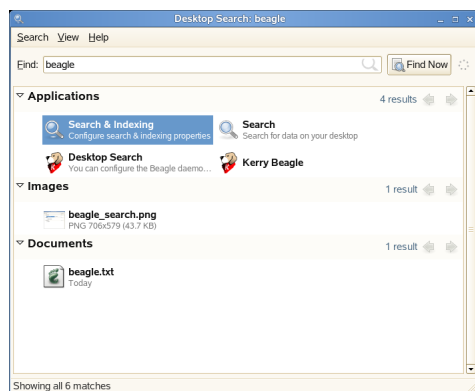 Desktop Search: beagle
Search View Help
Find: beagle Find Now
Applications 4 results
Search & Indexing
Configure search & indexing properties
Search
Search for data on your desktop
Desktop Search
You can configure the Beagle daemo...
Kerry Beagle
Images 1 result
beagle_search.png
PNG 706x579 (43.7 KB)
Documents 1 result
beagle.txt
Today
Showing all 6 matches